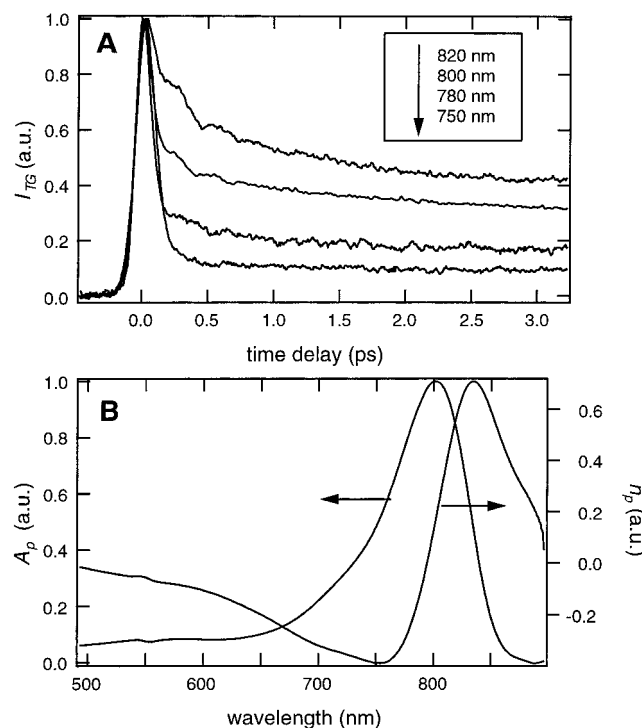 A
1.0
0.8
0.6
0.4
0.2
0.0
I_TG (a.u.)
820 nm
800 nm
780 nm
750 nm
0.0 0.5 1.0 1.5 2.0 2.5 3.0
time delay (ps)
B
1.0
0.8
0.6
0.4
0.2
0.0
A_p (a.u.)
0.6
0.4
0.2
0.0
-0.2
n_p (a.u.)
500 600 700 800
wavelength (nm)